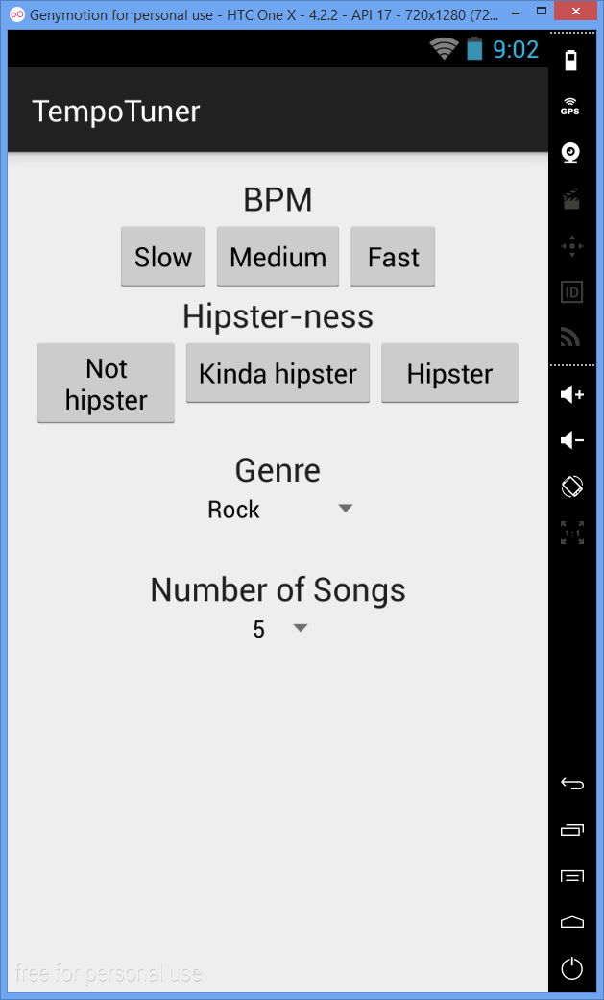 Genymotion for personal use - HTC One X - 4.2.2 - API 17 - 720x1280 (72...
9:02
GPS
TempoTuner
BPM
Slow
Medium
Fast
ID
Hipster-ness
Not
hipster
Kinda hipster
Hipster
Genre
Rock
1:1
Number of Songs
5
free for personal use